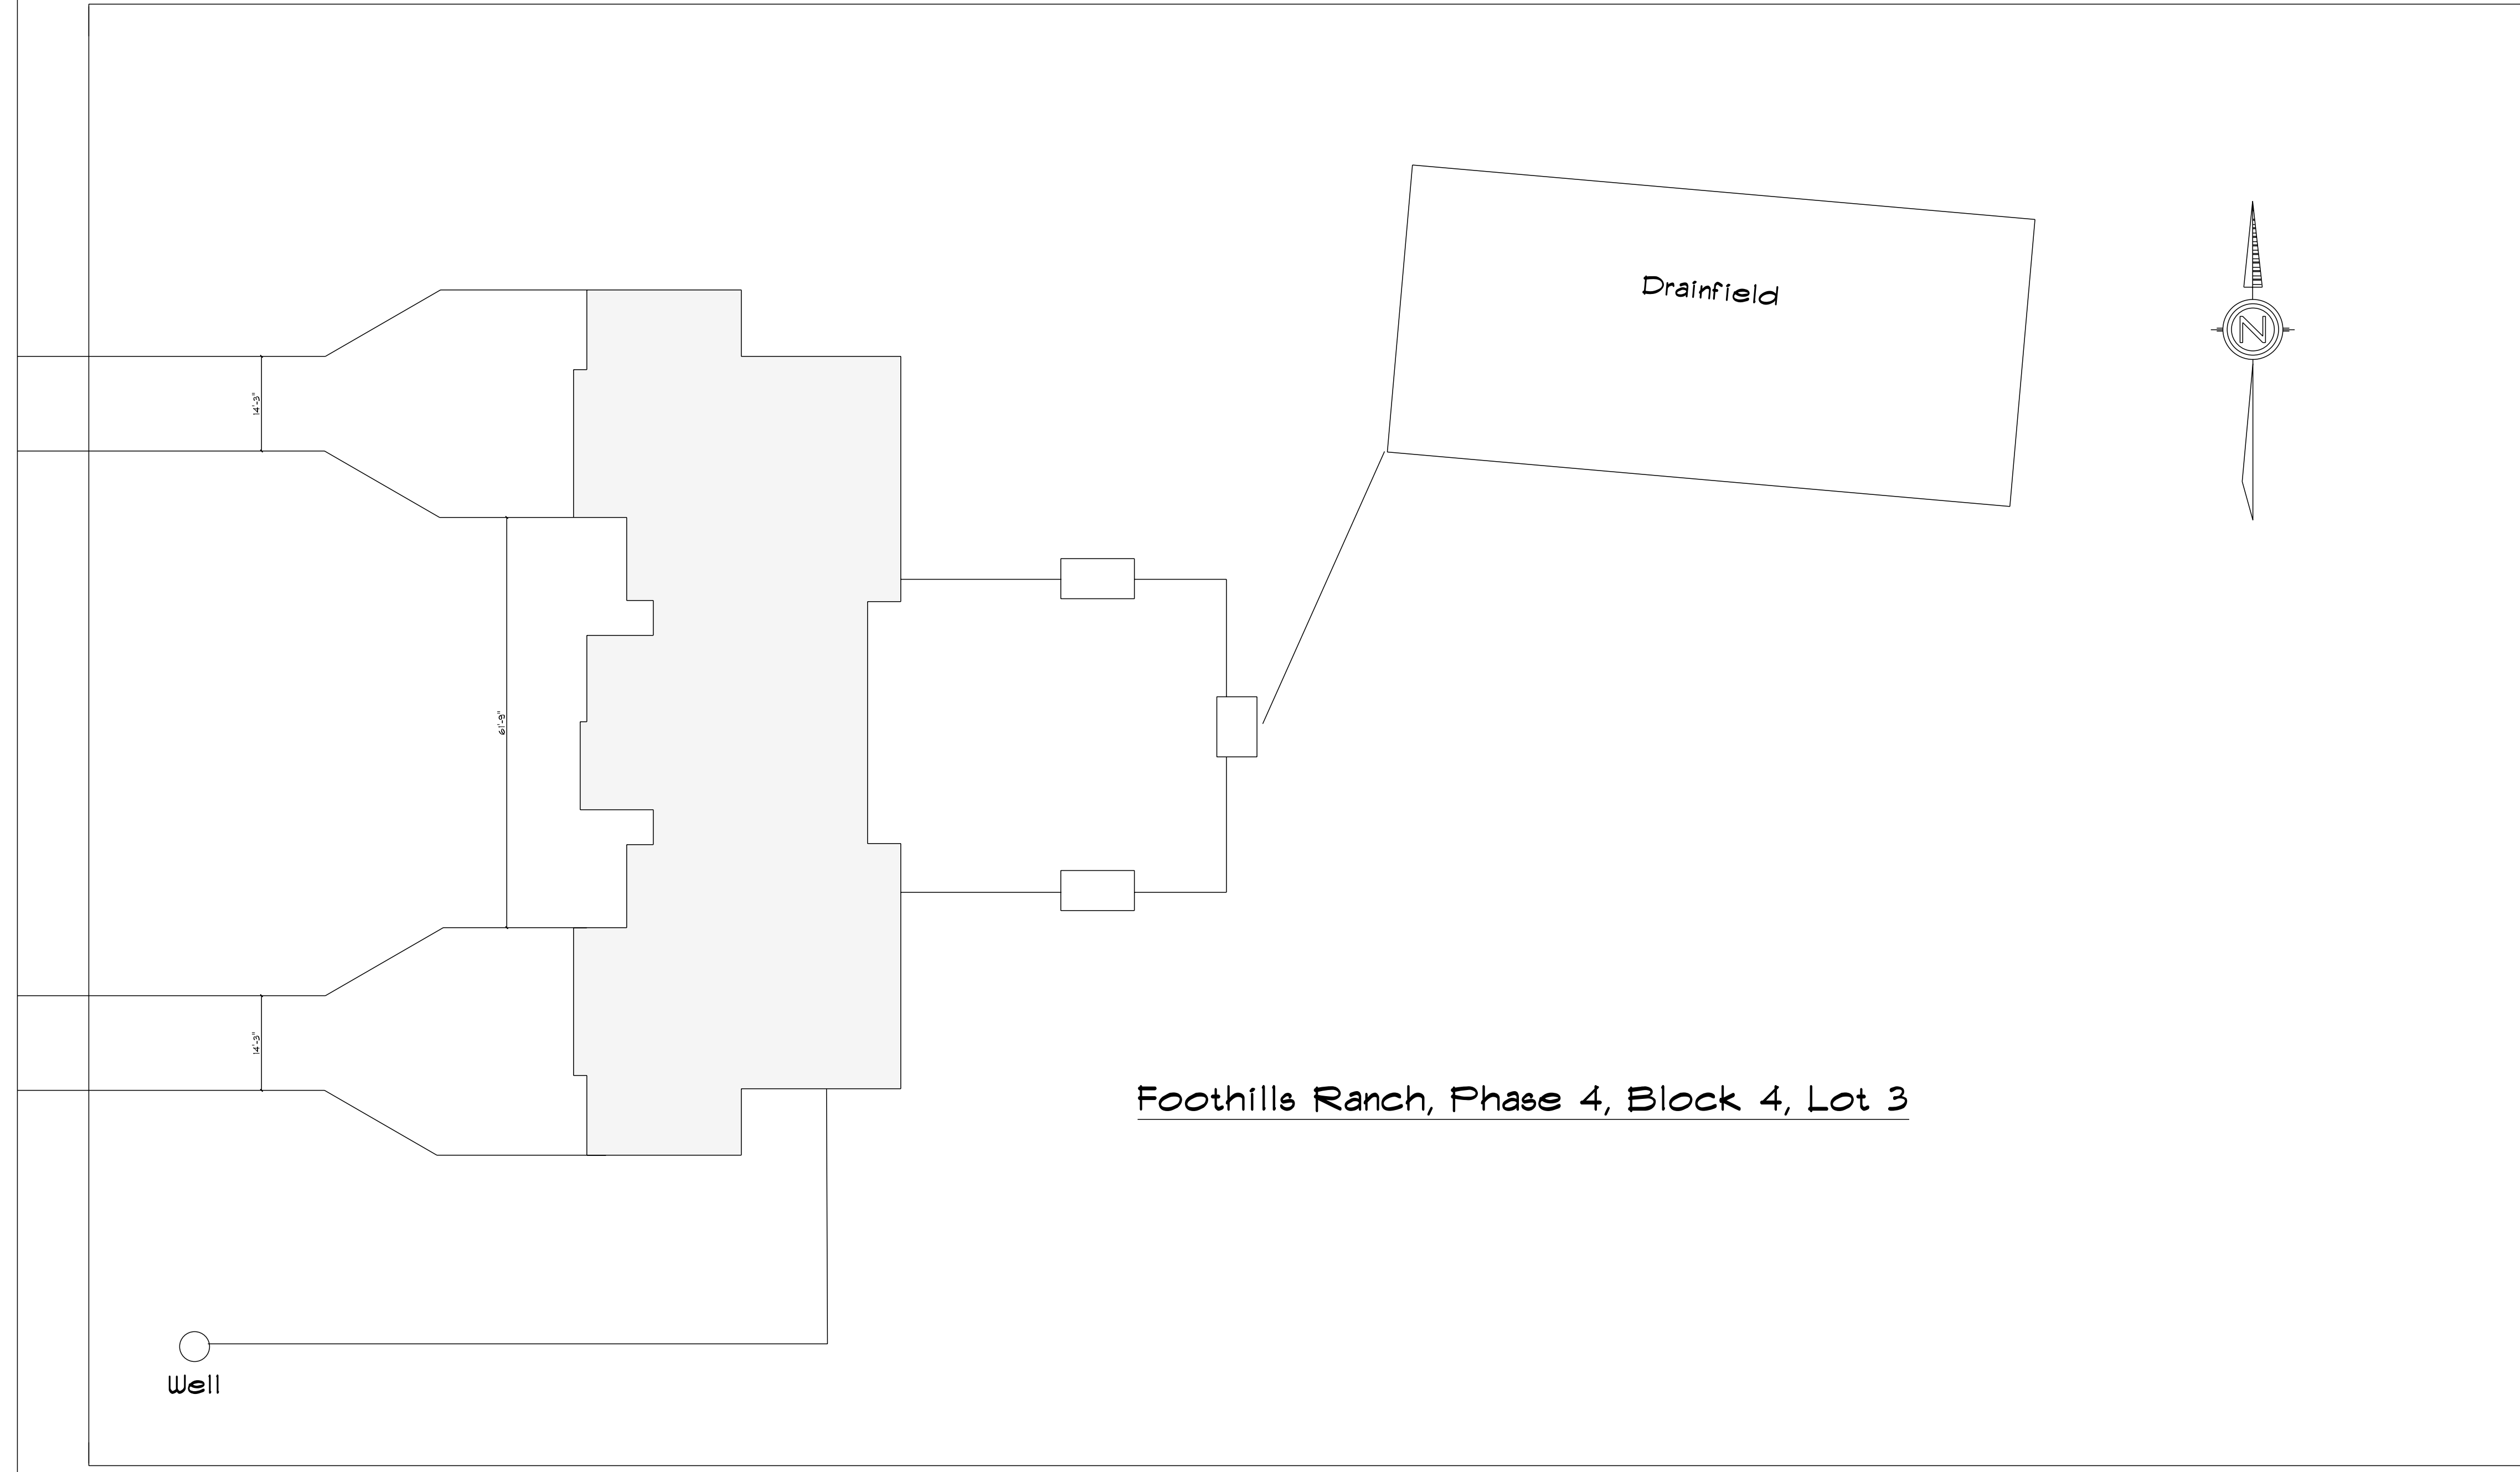 Drainfield
N
14'-3"
61'-9"
14'-3"
Foothills Ranch, Phase 4, Block 4, Lot 3
Well